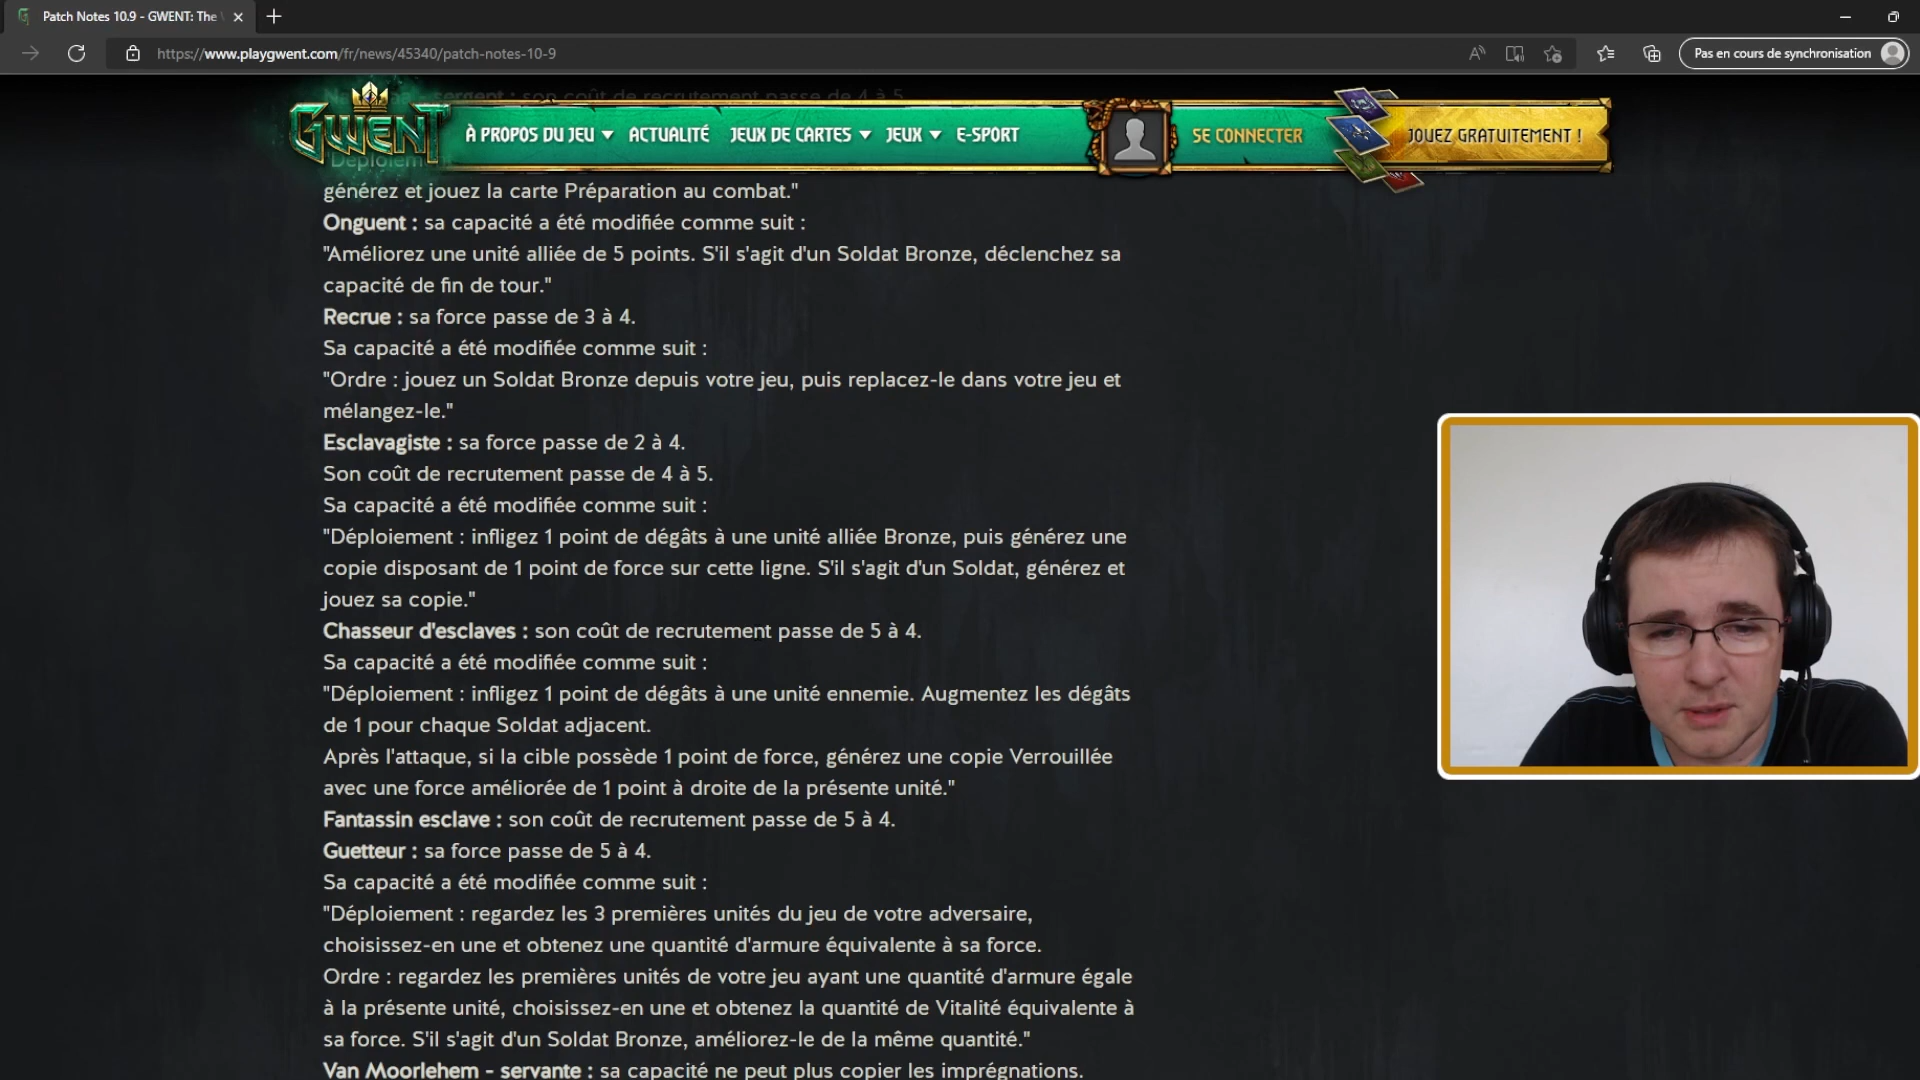 Patch Notes 10.9 - GWENT: The
https://www.playgwent.com/fr/news/45340/patch-notes-10-9
Pas en cours de synchronisation
sergent : son coût de recrutement passe de 4 à 5
GWENT
À PROPOS DU JEU
ACTUALITÉ
JEUX DE CARTES
JEUX
E-SPORT
SE CONNECTER
JOUEZ GRATUITEMENT !
générez et jouez la carte Préparation au combat."
Onguent : sa capacité a été modifiée comme suit :
"Améliorez une unité alliée de 5 points. S'il s'agit d'un Soldat Bronze, déclenchez sa
capacité de fin de tour."
Recrue : sa force passe de 3 à 4.
Sa capacité a été modifiée comme suit :
"Ordre : jouez un Soldat Bronze depuis votre jeu, puis replacez-le dans votre jeu et
mélangez-le."
Esclavagiste : sa force passe de 2 à 4.
Son coût de recrutement passe de 4 à 5.
Sa capacité a été modifiée comme suit :
"Déploiement : infligez 1 point de dégâts à une unité alliée Bronze, puis générez une
copie disposant de 1 point de force sur cette ligne. S'il s'agit d'un Soldat, générez et
jouez sa copie."
Chasseur d'esclaves : son coût de recrutement passe de 5 à 4.
Sa capacité a été modifiée comme suit :
"Déploiement : infligez 1 point de dégâts à une unité ennemie. Augmentez les dégâts
de 1 pour chaque Soldat adjacent.
Après l'attaque, si la cible possède 1 point de force, générez une copie Verrouillée
avec une force améliorée de 1 point à droite de la présente unité."
Fantassin esclave : son coût de recrutement passe de 5 à 4.
Guetteur : sa force passe de 5 à 4.
Sa capacité a été modifiée comme suit :
"Déploiement : regardez les 3 premières unités du jeu de votre adversaire,
choisissez-en une et obtenez une quantité d'armure équivalente à sa force.
Ordre : regardez les premières unités de votre jeu ayant une quantité d'armure égale
à la présente unité, choisissez-en une et obtenez la quantité de Vitalité équivalente à
sa force. S'il s'agit d'un Soldat Bronze, améliorez-le de la même quantité."
Van Moorlehem - servante : sa capacité ne peut plus copier les imprégnations.